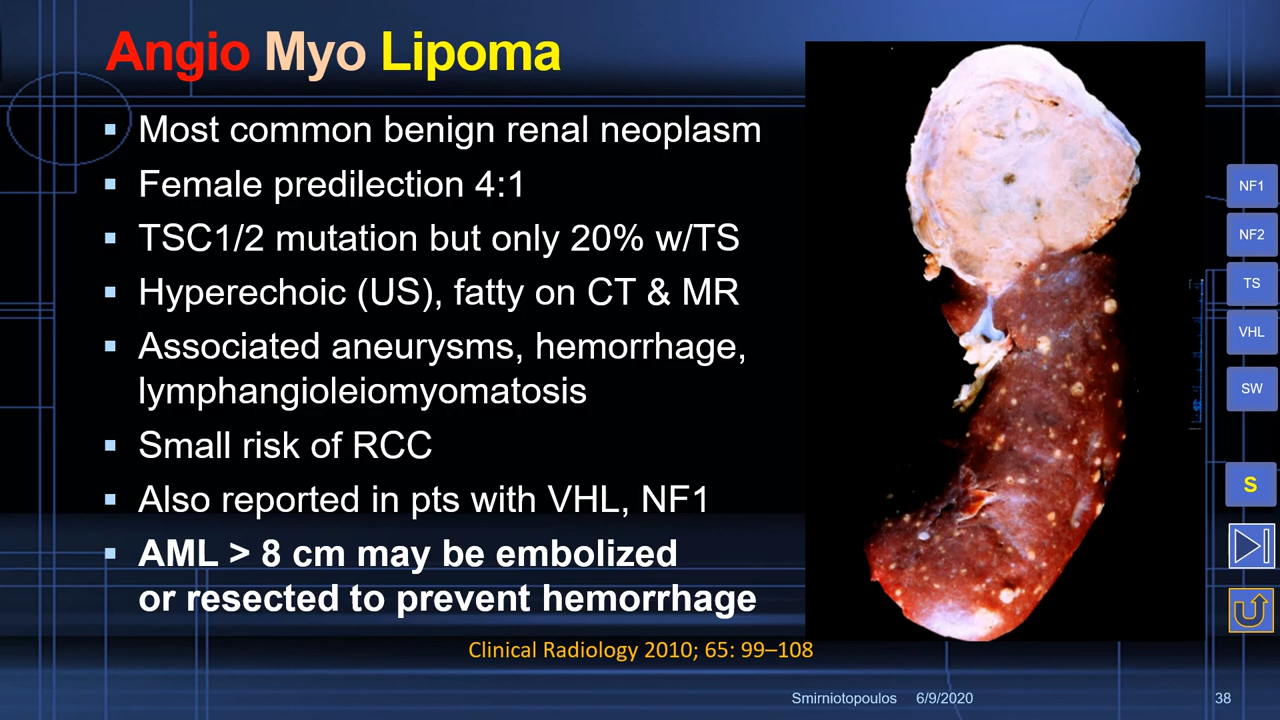 Angio Myo Lipoma
▪ Most common benign renal neoplasm
▪ Female predilection 4:1
▪ TSC1/2 mutation but only 20% w/TS
▪ Hyperechoic (US), fatty on CT & MR
▪ Associated aneurysms, hemorrhage,
lymphangioleiomyomatosis
▪ Small risk of RCC
▪ Also reported in pts with VHL, NF1
▪ AML > 8 cm may be embolized
or resected to prevent hemorrhage
Clinical Radiology 2010; 65: 99–108
NF1
NF2
TS
VHL
SW
S
Smirniotopoulos 6/9/2020
38